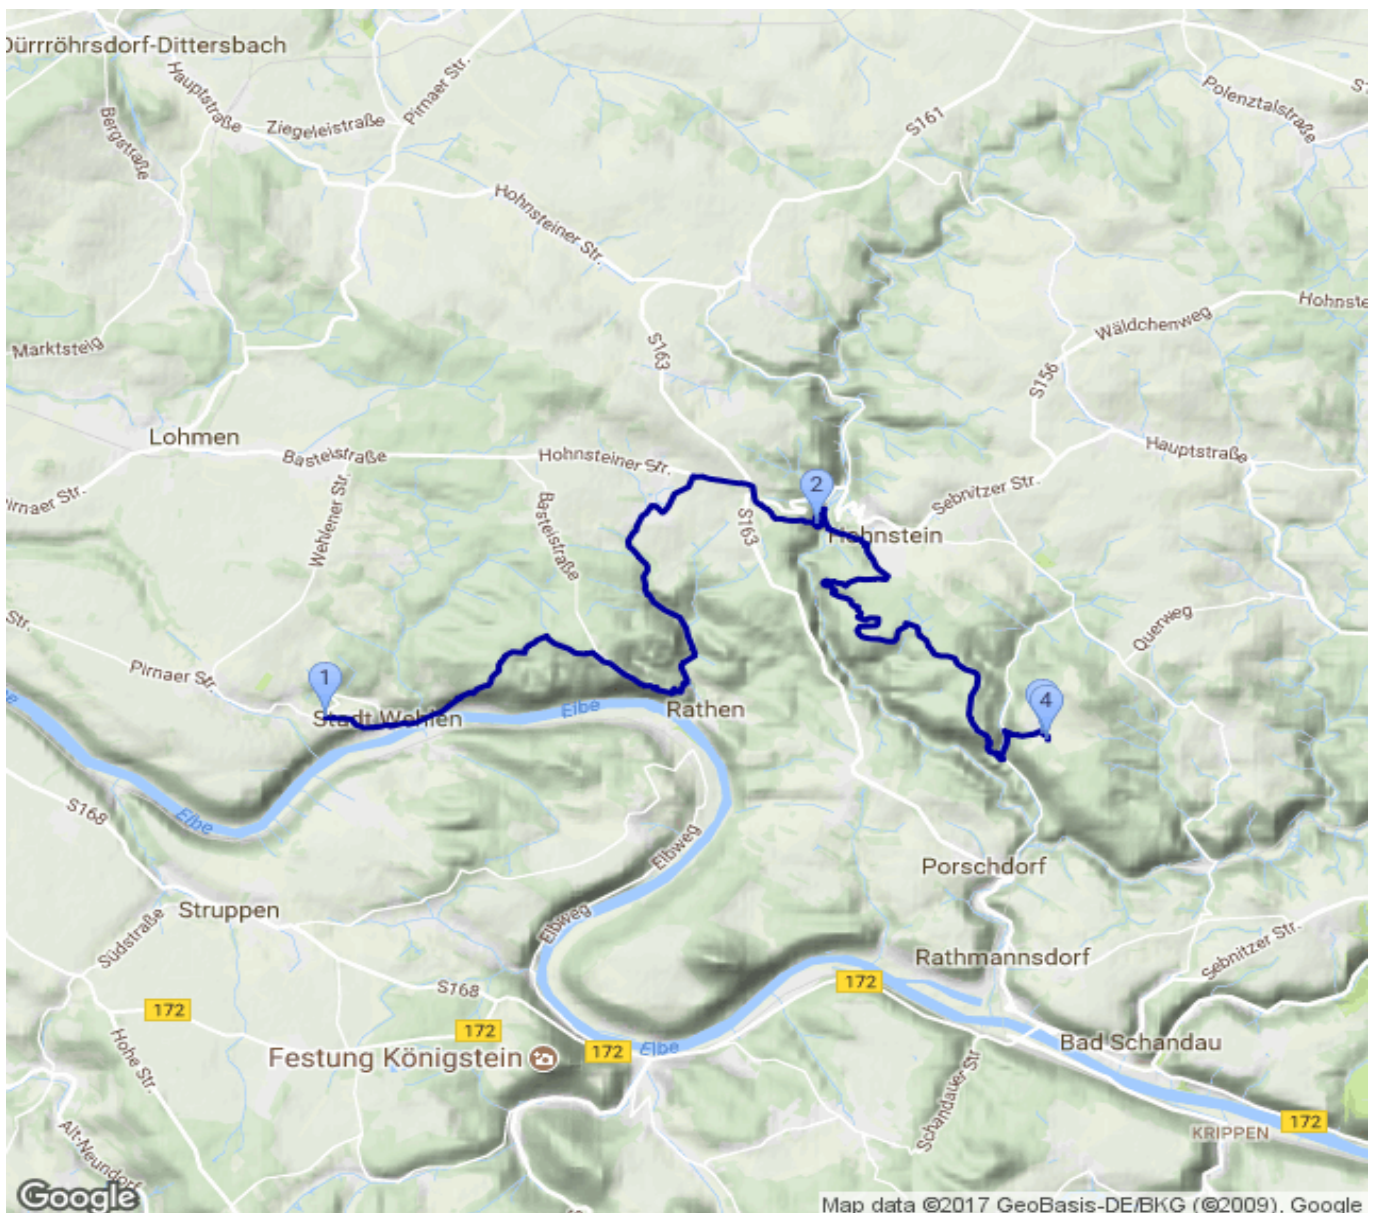 Dürrröhrsdorf-Dittersbach
Hauptstraße
Pirnaer Str.
Ziegeleistraße
Bergstraße
S161
Polenztalstraße
Hohnsteiner Str.
Hohnste
Marktsteig
S163
Wäldchenweg
S156
Lohmen
Basteistraße
Hohnsteiner Str.
Hauptstraße
Sebnitzer Str.
irnaer Str.
Wehlener Str.
Basteistraße
2
S163
Hohnstein
Str.
Querweg
Pirnaer Str.
1
4
Stadt Wehlen
Elbe
Rathen
Elbe
S168
Elbweg
Porschdorf
Struppen
Elbweg
Südstraße
Rathmannsdorf
Sebnitzer Str.
S168
172
172
172
172
Hohe Str.
Festung Königstein
Elbe
Bad Schandau
Schandauer Str
172
KRIPPEN
Alt-Neundorf
Google
Map data ©2017 GeoBasis-DE/BKG (©2009), Google